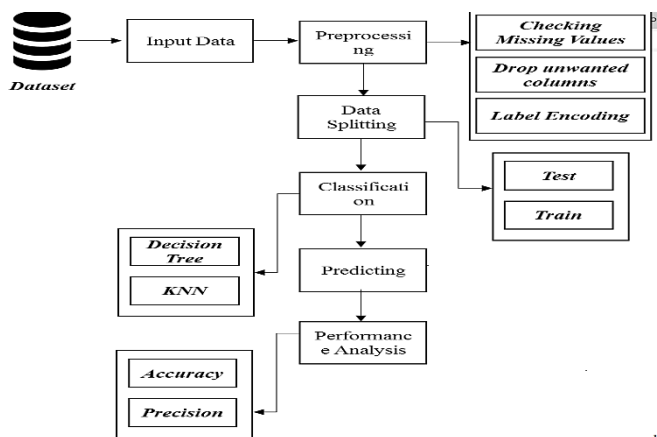 Dataset
Input Data
Preprocessi
ng
Checking
Missing Values
Drop unwanted
columns
Label Encoding
Data
Splitting
Test
Train
Classificati
on
Decision
Tree
KNN
Predicting
Performanc
e Analysis
Accuracy
Precision